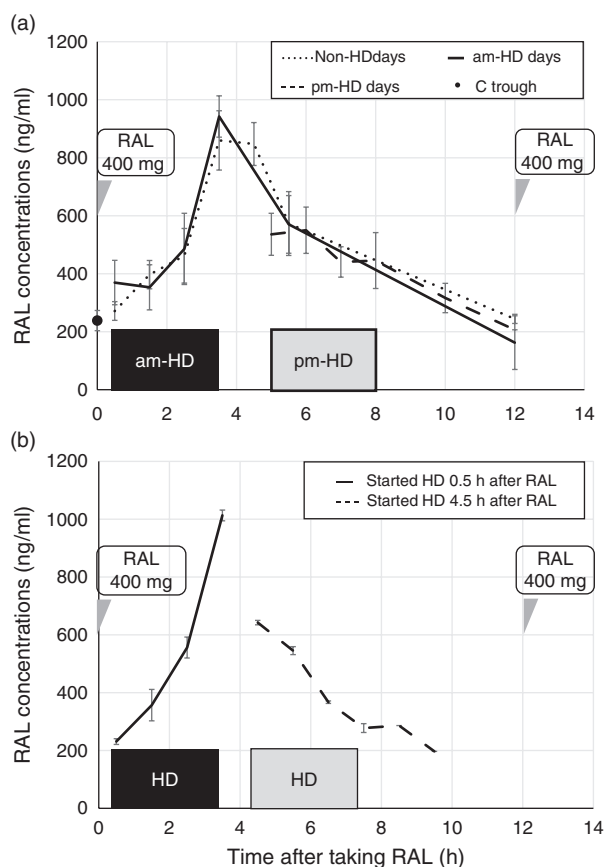 (a)
1200
1000
800
600
400
200
0
RAL concentrations (ng/ml)
Non-HDdays
am-HD days
pm-HD days
C trough
RAL
400 mg
RAL
400 mg
am-HD
pm-HD
0 2 4 6 8 10 12 14
(b)
1200
1000
800
600
400
200
RAL concentrations (ng/ml)
Started HD 0.5 h after RAL
Started HD 4.5 h after RAL
RAL
400 mg
RAL
400 mg
HD
HD
0 2 4 6 8 10 12 14
Time after taking RAL (h)